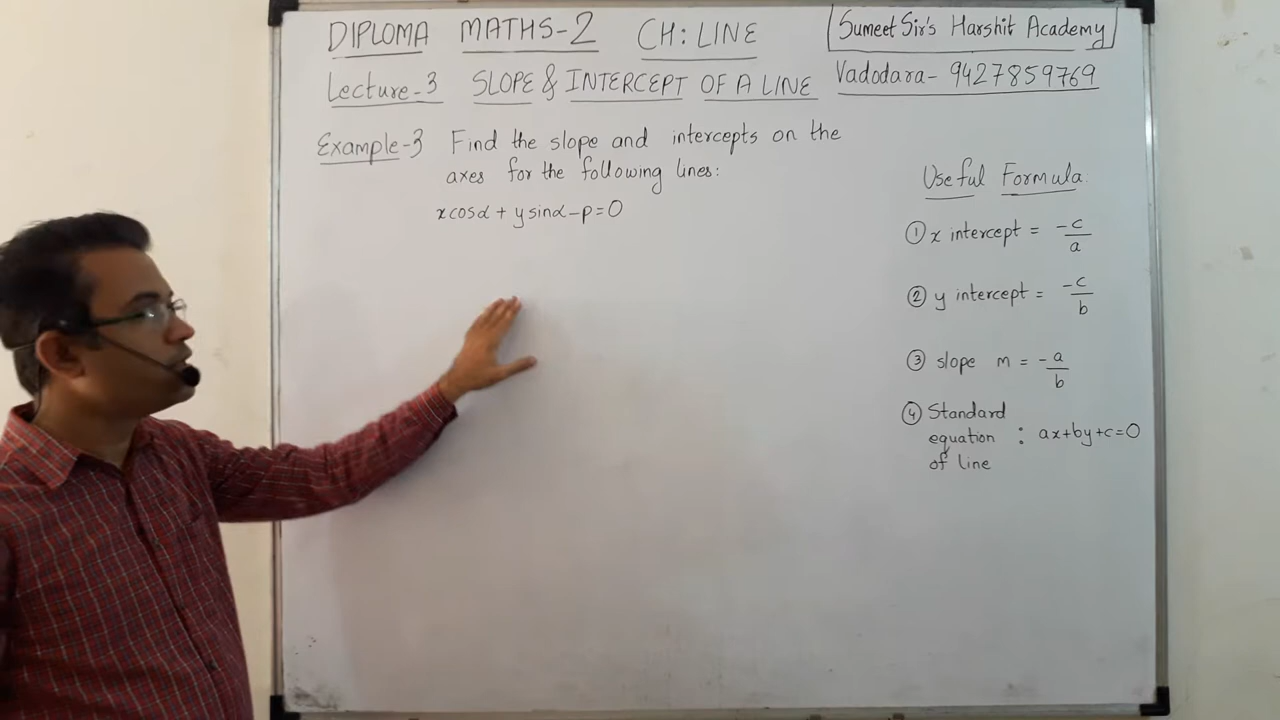 DIPLOMA MATHS-2 CH: LINE
Sumeet Sir's Harshit Academy
Lecture-3 SLOPE & INTERCEPT OF A LINE
Vadodara- 9427859769
Example-3 Find the slope and intercepts on the
axes for the following lines:
xcosα + ysinα-p=0
Useful Formula.
① x intercept = -c/a
② y intercept = -c/b
③ slope m = -a/b
④ Standard
equation : ax+by+c=0
of line